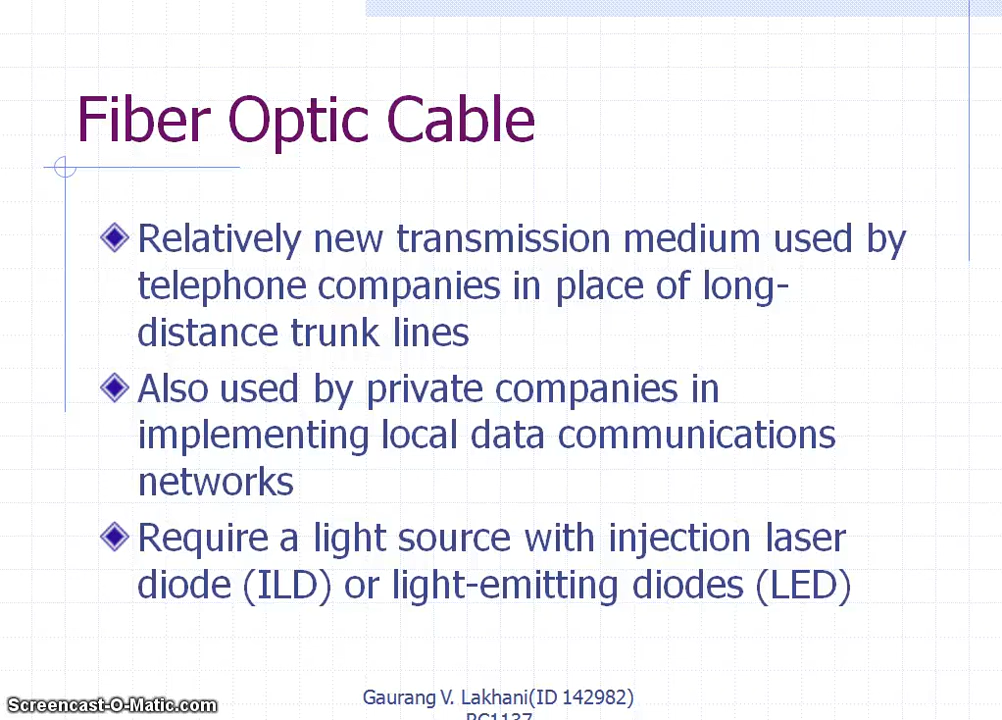 Fiber Optic Cable
Relatively new transmission medium used by
telephone companies in place of long-
distance trunk lines
Also used by private companies in
implementing local data communications
networks
Require a light source with injection laser
diode (ILD) or light-emitting diodes (LED)
Gaurang V. Lakhani(ID 142982)
Screencast-O-Matic.com